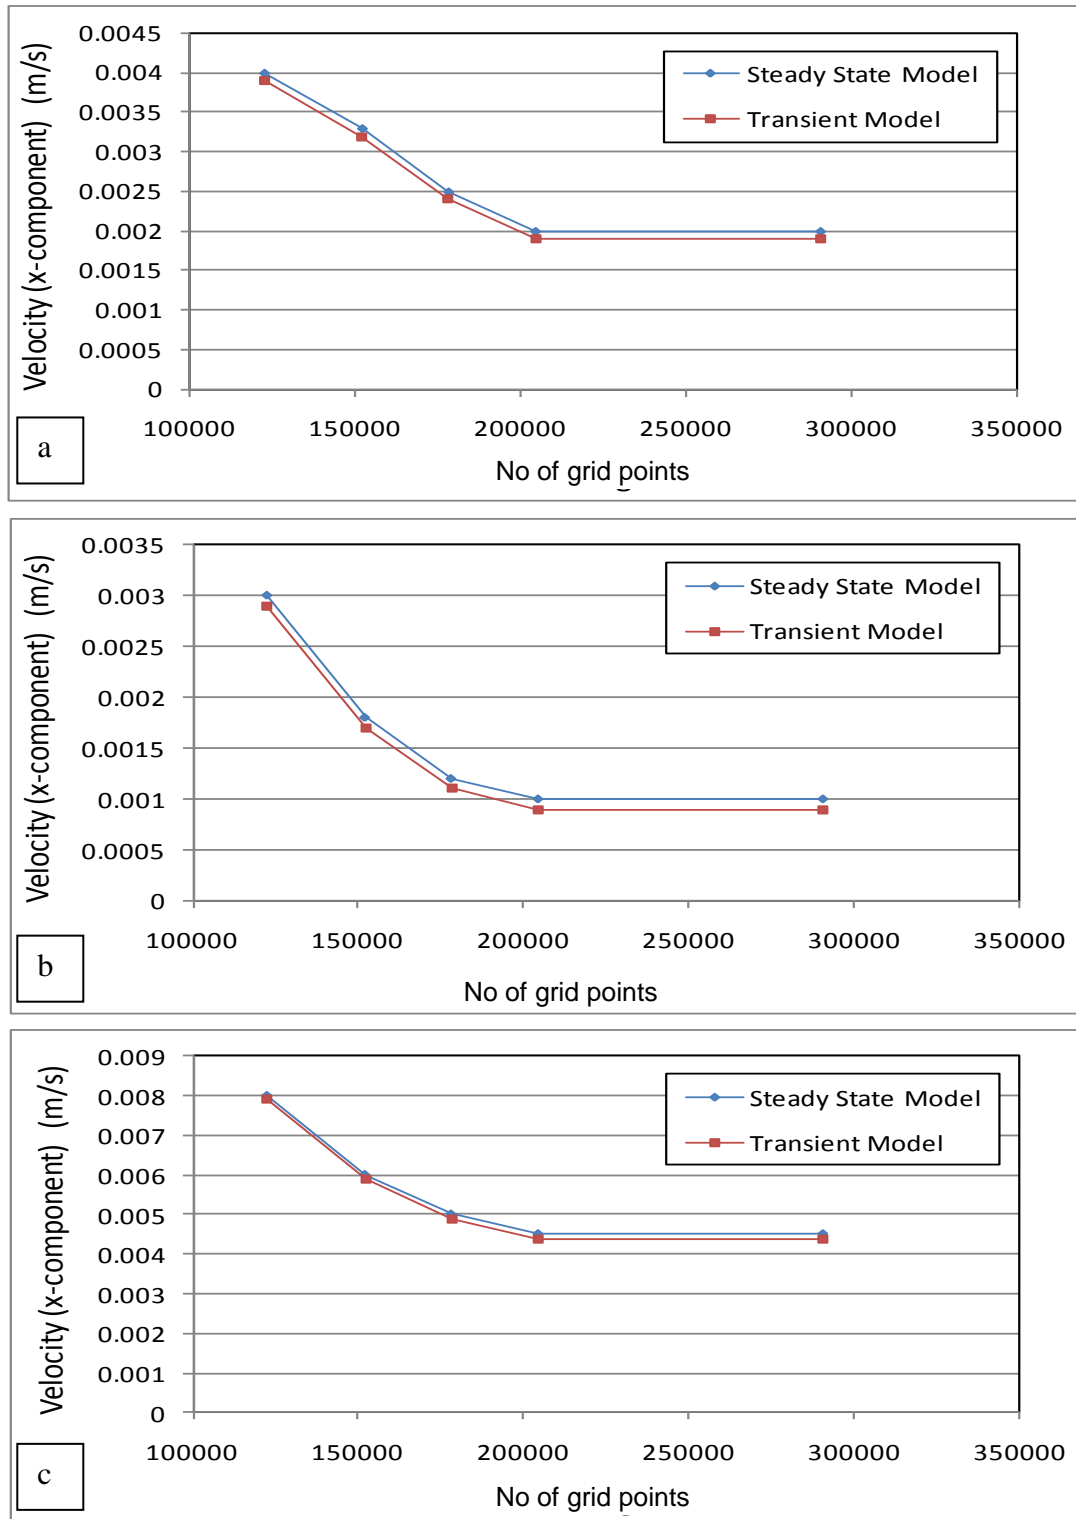 0.0045
0.004
0.0035
0.003
0.0025
0.002
0.0015
0.001
0.0005
0
Velocity (x-component) (m/s)
Steady State Model
Transient Model
100000 150000 200000 250000 300000 350000
No of grid points
a
0.0035
0.003
0.0025
0.002
0.0015
0.001
0.0005
0
Velocity (x-component) (m/s)
Steady State Model
Transient Model
100000 150000 200000 250000 300000 350000
No of grid points
b
0.009
0.008
0.007
0.006
0.005
0.004
0.003
0.002
0.001
0
Velocity (x-component) (m/s)
Steady State Model
Transient Model
100000 150000 200000 250000 300000 350000
No of grid points
c